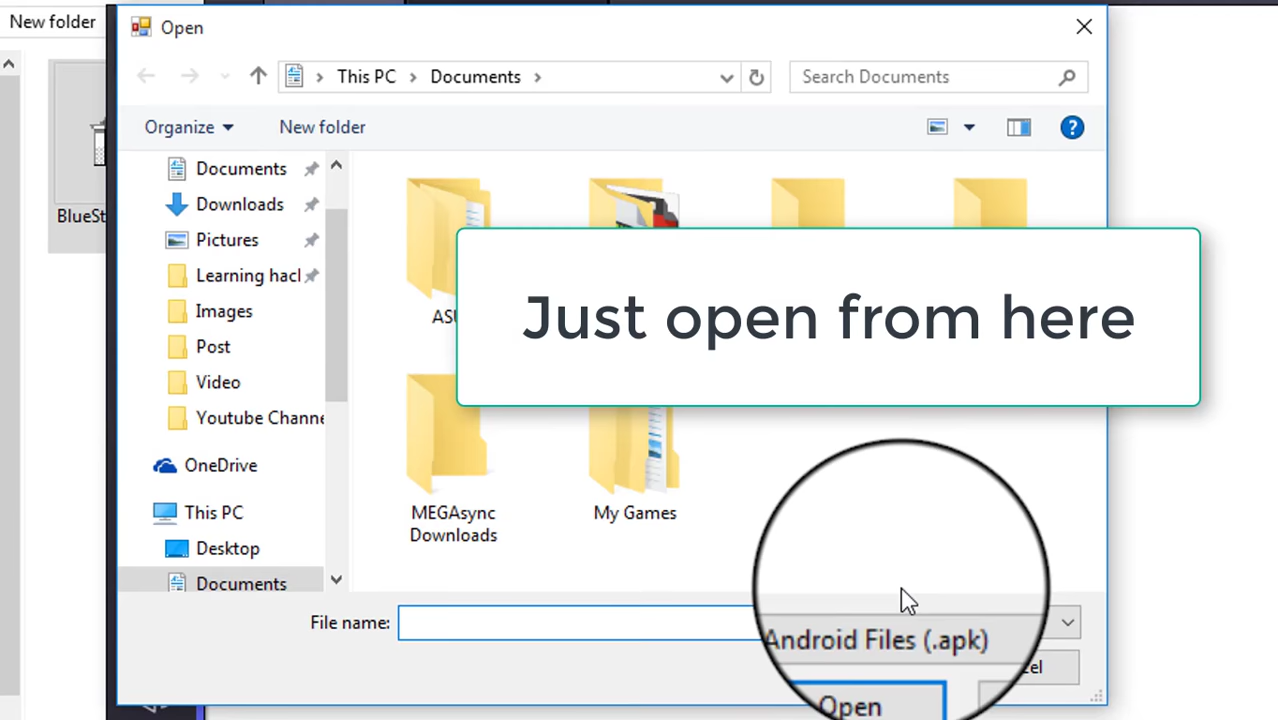 New folder
Open
This PC
Documents
Search Documents
Organize
New folder
?
Documents
Downloads
Pictures
Learning hacl
Images
Post
Video
Youtube Channe
OneDrive
This PC
Desktop
Documents
BlueSt
ASU
Just open from here
MEGAsync
Downloads
My Games
File name:
Android Files (.apk)
Open
cel